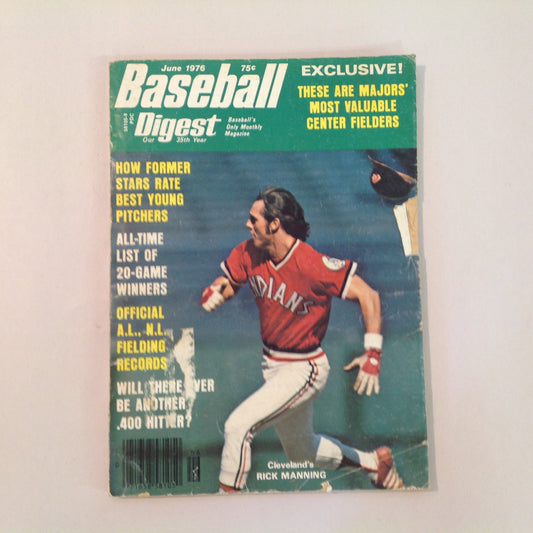 June 1976
75¢
Baseball
Digest
Our 35th Year
Baseball's
Only Monthly
Magazine
EXCLUSIVE!
THESE ARE MAJORS'
MOST VALUABLE
CENTER FIELDERS
HOW FORMER
STARS RATE
BEST YOUNG
PITCHERS
ALL-TIME
LIST OF
20-GAME
WINNERS
OFFICIAL
A.L., N.L.
FIELDING
RECORDS
WILL THERE EVER
BE ANOTHER
.400 HITTER?
INDIANS
Cleveland's
RICK MANNING